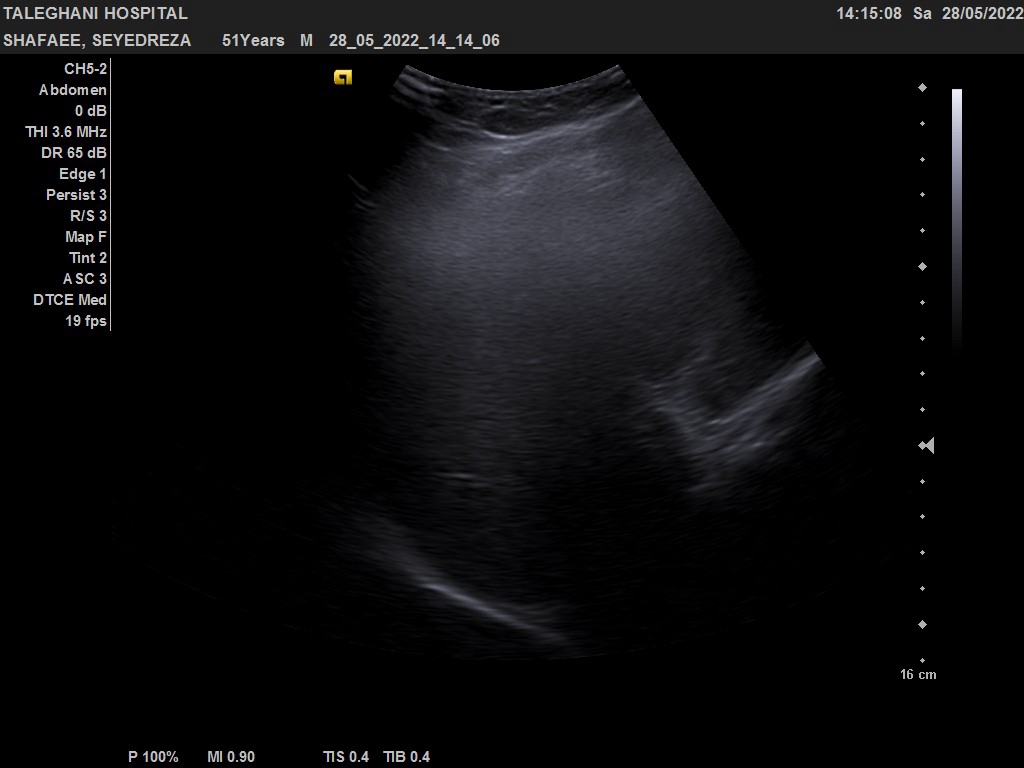 TALEGHANI HOSPITAL 14:15:08 Sa 28/05/2022
SHAFAEE, SEYEDREZA 51Years M 28_05_2022_14_14_06
CH5-2
Abdomen
0 dB
THI 3.6 MHz
DR 65 dB
Edge 1
Persist 3
R/S 3
Map F
Tint 2
ASC 3
DTCE Med
19 fps
16 cm
P 100% MI 0.90 TIS 0.4 TIB 0.4